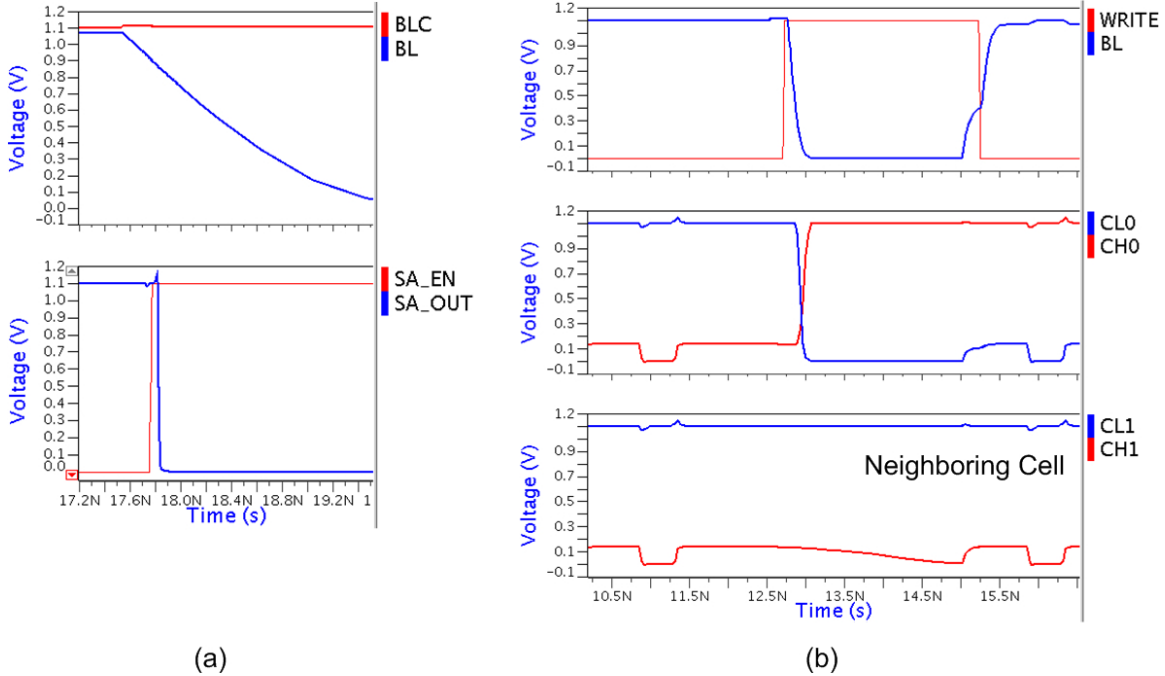 1.2
1.1
1.0
0.9
0.8
0.7
0.6
0.5
0.4
0.3
0.2
0.1
0.0
-0.1
Voltage (V)
BLC
BL
1.2
1.1
1.0
0.9
0.8
0.7
0.6
0.5
0.4
0.3
0.2
0.1
0.0
Voltage (V)
SA_EN
SA_OUT
17.2N 17.6N 18.0N 18.4N 18.8N 19.2N 1
Time (s)
(a)
1.2
0.9
0.7
0.5
0.3
0.1
-0.1
Voltage (V)
WRITE
BL
1.2
0.9
0.7
0.5
0.3
0.1
-0.1
Voltage (V)
CL0
CH0
1.2
0.9
0.7
0.5
0.3
0.1
-0.1
Voltage (V)
CL1
CH1
Neighboring Cell
10.5N 11.5N 12.5N 13.5N 14.5N 15.5N
Time (s)
(b)